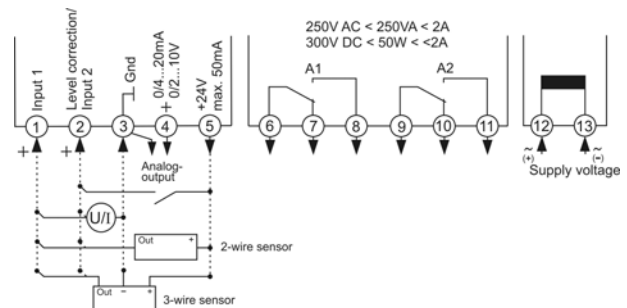 250V AC < 250VA < 2A
300V DC < 50W < <2A
Input 1
Level correction/
Input 2
Gnd
0/4...20mA
+ 0/2...10V
+24V
max. 50mA
A1
A2
1
2
3
4
5
6
7
8
9
10
11
12
13
+
+
Analog-
output
~
(+)
~
(−)
Supply voltage
U/I
Out
+
2-wire sensor
Out
−
+
3-wire sensor